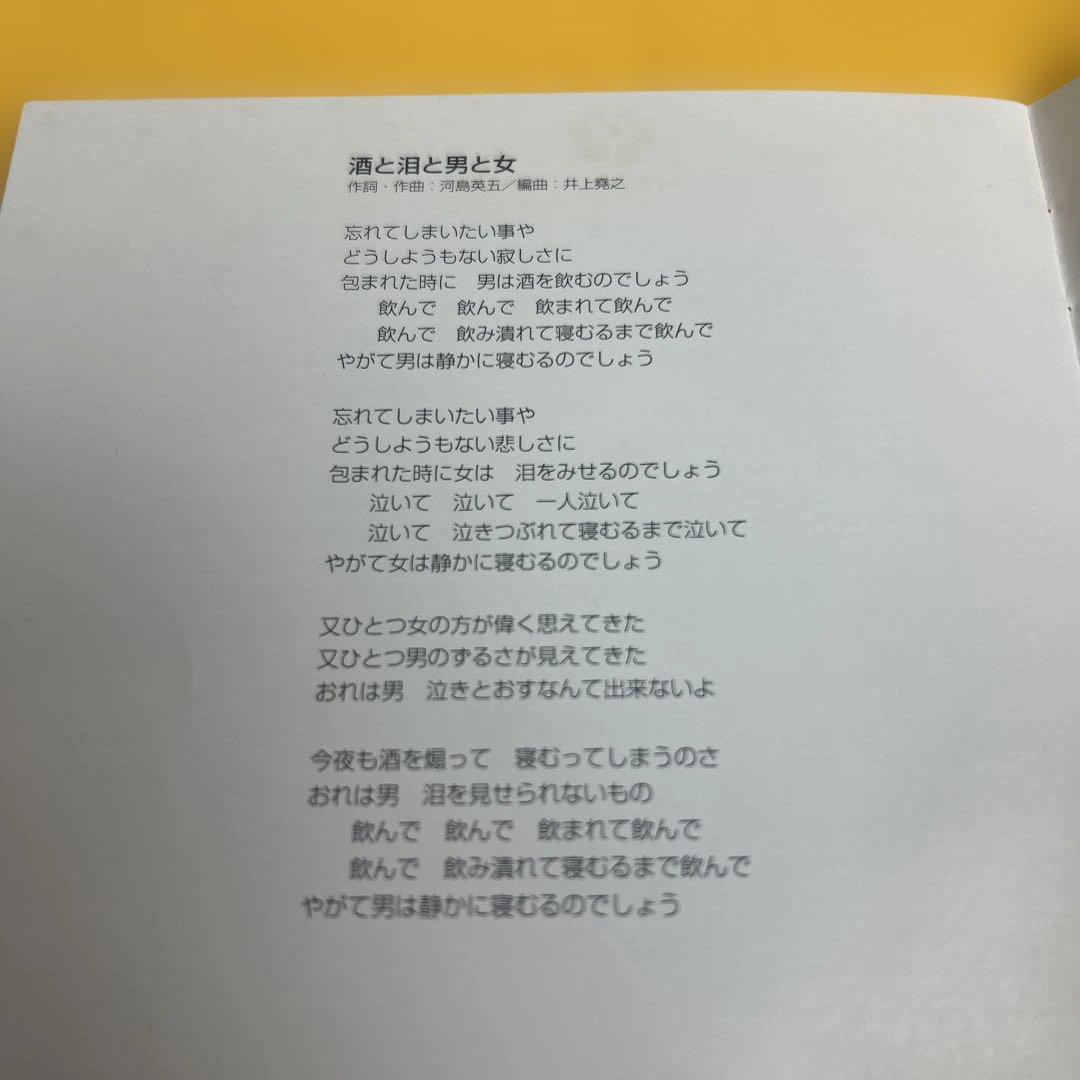 酒と泪と男と女
作詞・作曲：河島英五／編曲：井上堯之
忘れてしまいたい事や
どうしようもない寂しさに
包まれた時に　男は酒を飲むのでしょう
飲んで　飲んで　飲まれて飲んで
飲んで　飲み潰れて寝むるまで飲んで
やがて男は静かに寝むるのでしょう
忘れてしまいたい事や
どうしようもない悲しさに
包まれた時に女は　泪をみせるのでしょう
泣いて　泣いて　一人泣いて
泣いて　泣きつぶれて寝むるまで泣いて
やがて女は静かに寝むるのでしょう
又ひとつ女の方が偉く思えてきた
又ひとつ男のずるさが見えてきた
おれは男　泣きとおすなんて出来ないよ
今夜も酒を煽って　寝むってしまうのさ
おれは男　泪を見せられないもの
飲んで　飲んで　飲まれて飲んで
飲んで　飲み潰れて寝むるまで飲んで
やがて男は静かに寝むるのでしょう